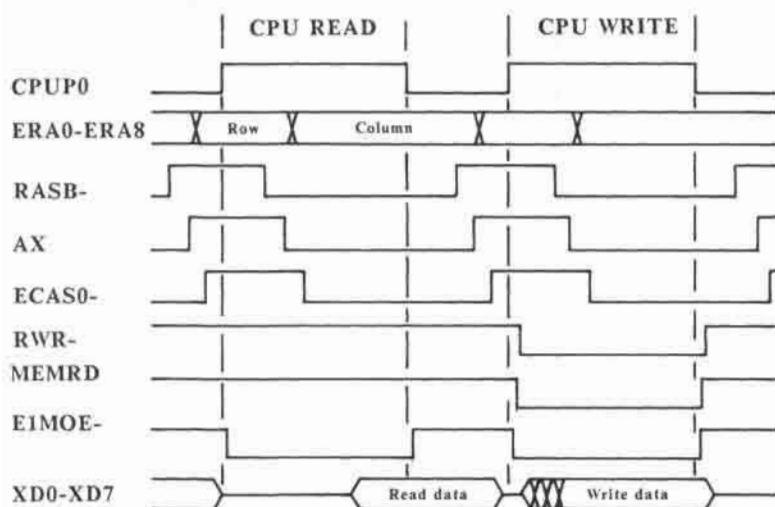 CPU READ CPU WRITE
CPUP0
ERA0-ERA8 Row Column
RASB-
AX
ECAS0-
RWR-
MEMRD
E1MOE-
XD0-XD7 Read data Write data